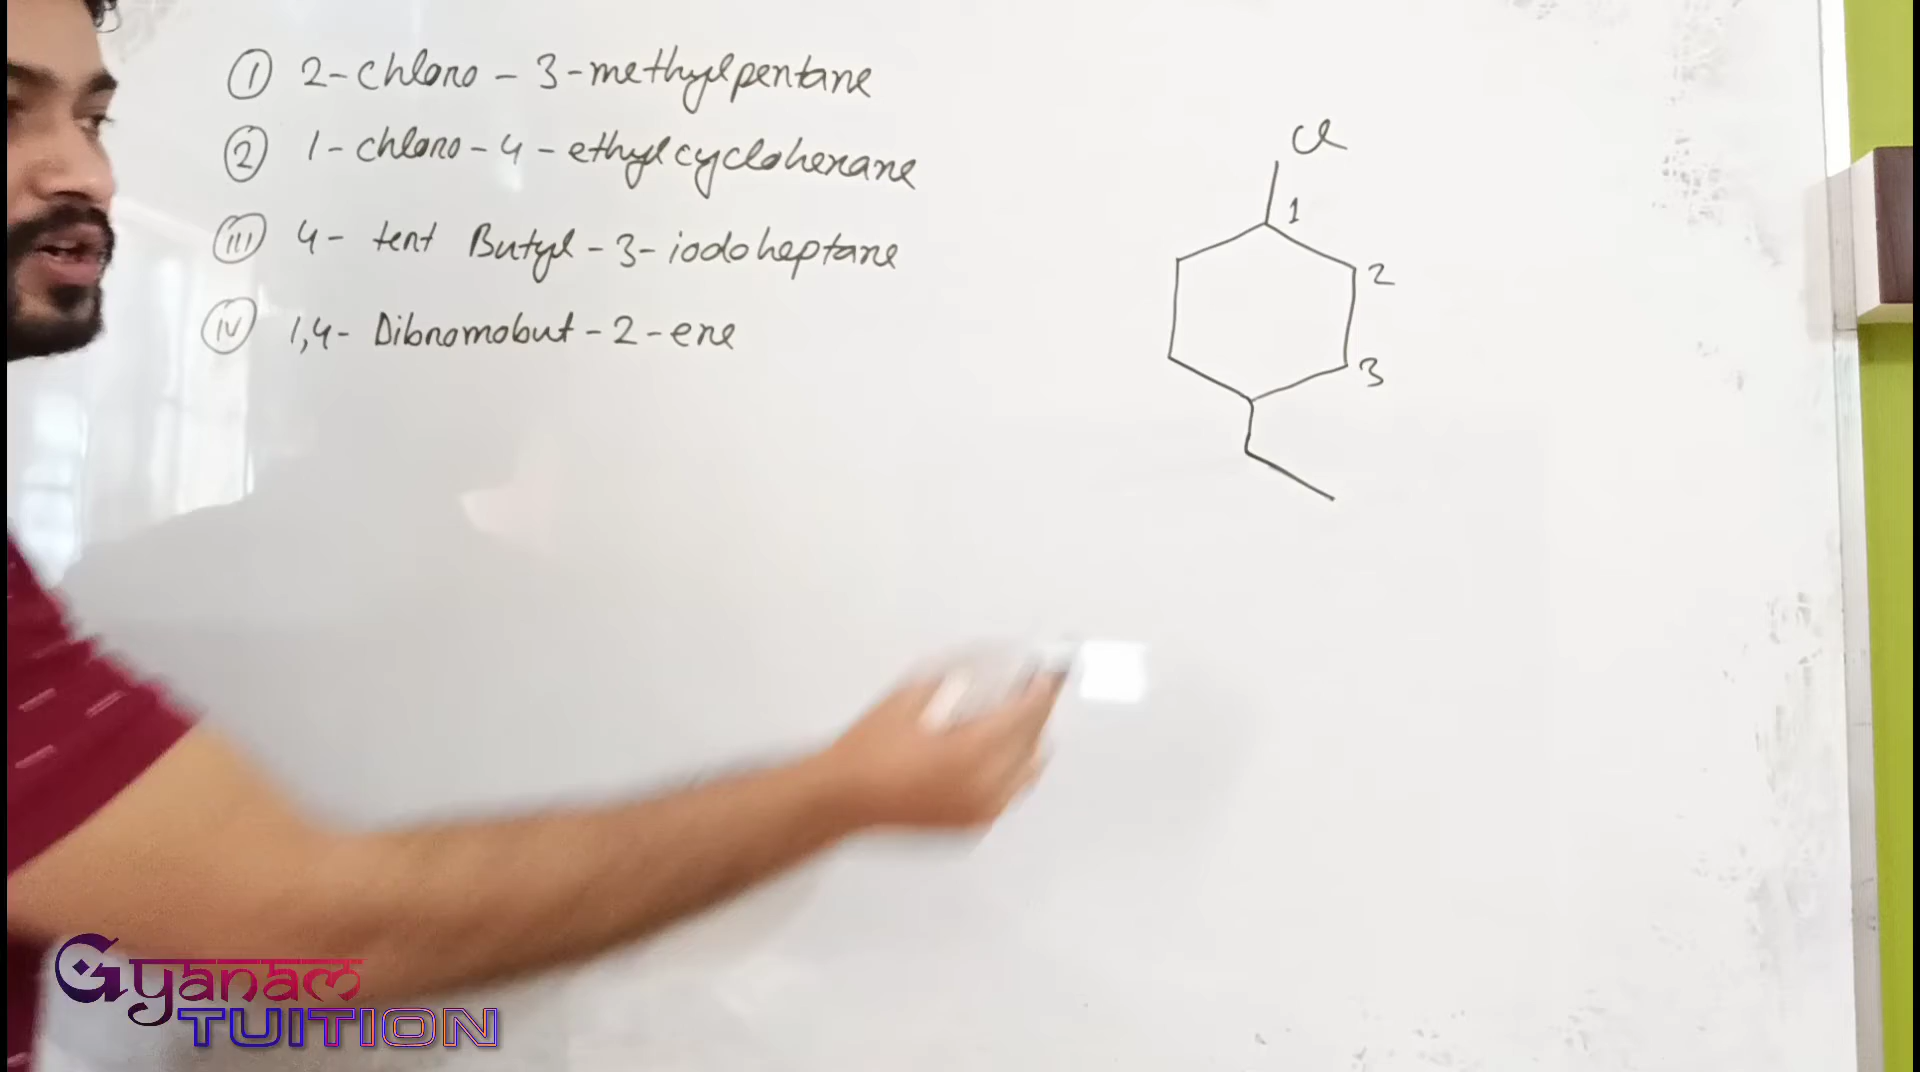 ① 2-chloro-3-methylpentane
② 1-chloro-4-ethylcyclohexane
(iii) 4-tert Butyl-3-iodoheptane
(iv) 1,4-Dibromobut-2-ene
Cl
1
2
3
Gyanam
TUITION